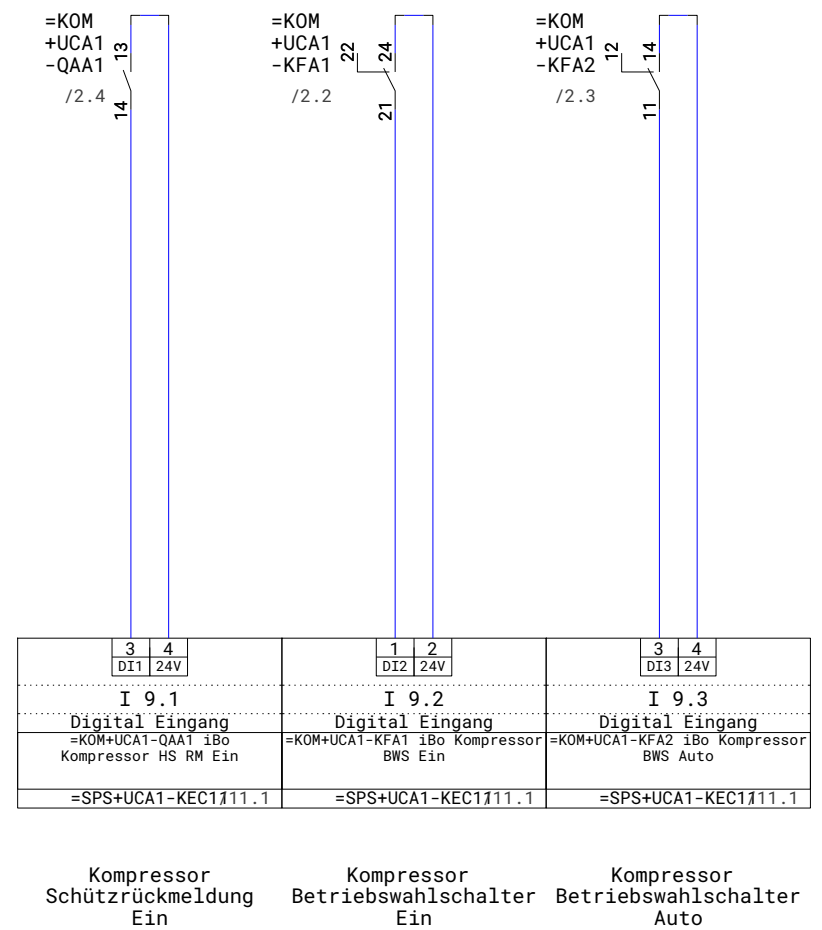 =KOM
+UCA1
-QAA1
/2.4
13
14
=KOM
+UCA1
-KFA1
/2.2
22
24
21
=KOM
+UCA1
-KFA2
/2.3
12
14
11
3 4
DI1 24V
I 9.1
Digital Eingang
=KOM+UCA1-QAA1 iBo
Kompressor HS RM Ein
=SPS+UCA1-KEC11/11.1
1 2
DI2 24V
I 9.2
Digital Eingang
=KOM+UCA1-KFA1 iBo Kompressor
BWS Ein
=SPS+UCA1-KEC11/11.1
3 4
DI3 24V
I 9.3
Digital Eingang
=KOM+UCA1-KFA2 iBo Kompressor
BWS Auto
=SPS+UCA1-KEC11/11.1
Kompressor
Schützrückmeldung
Ein
Kompressor
Betriebswahlschalter
Ein
Kompressor
Betriebswahlschalter
Auto